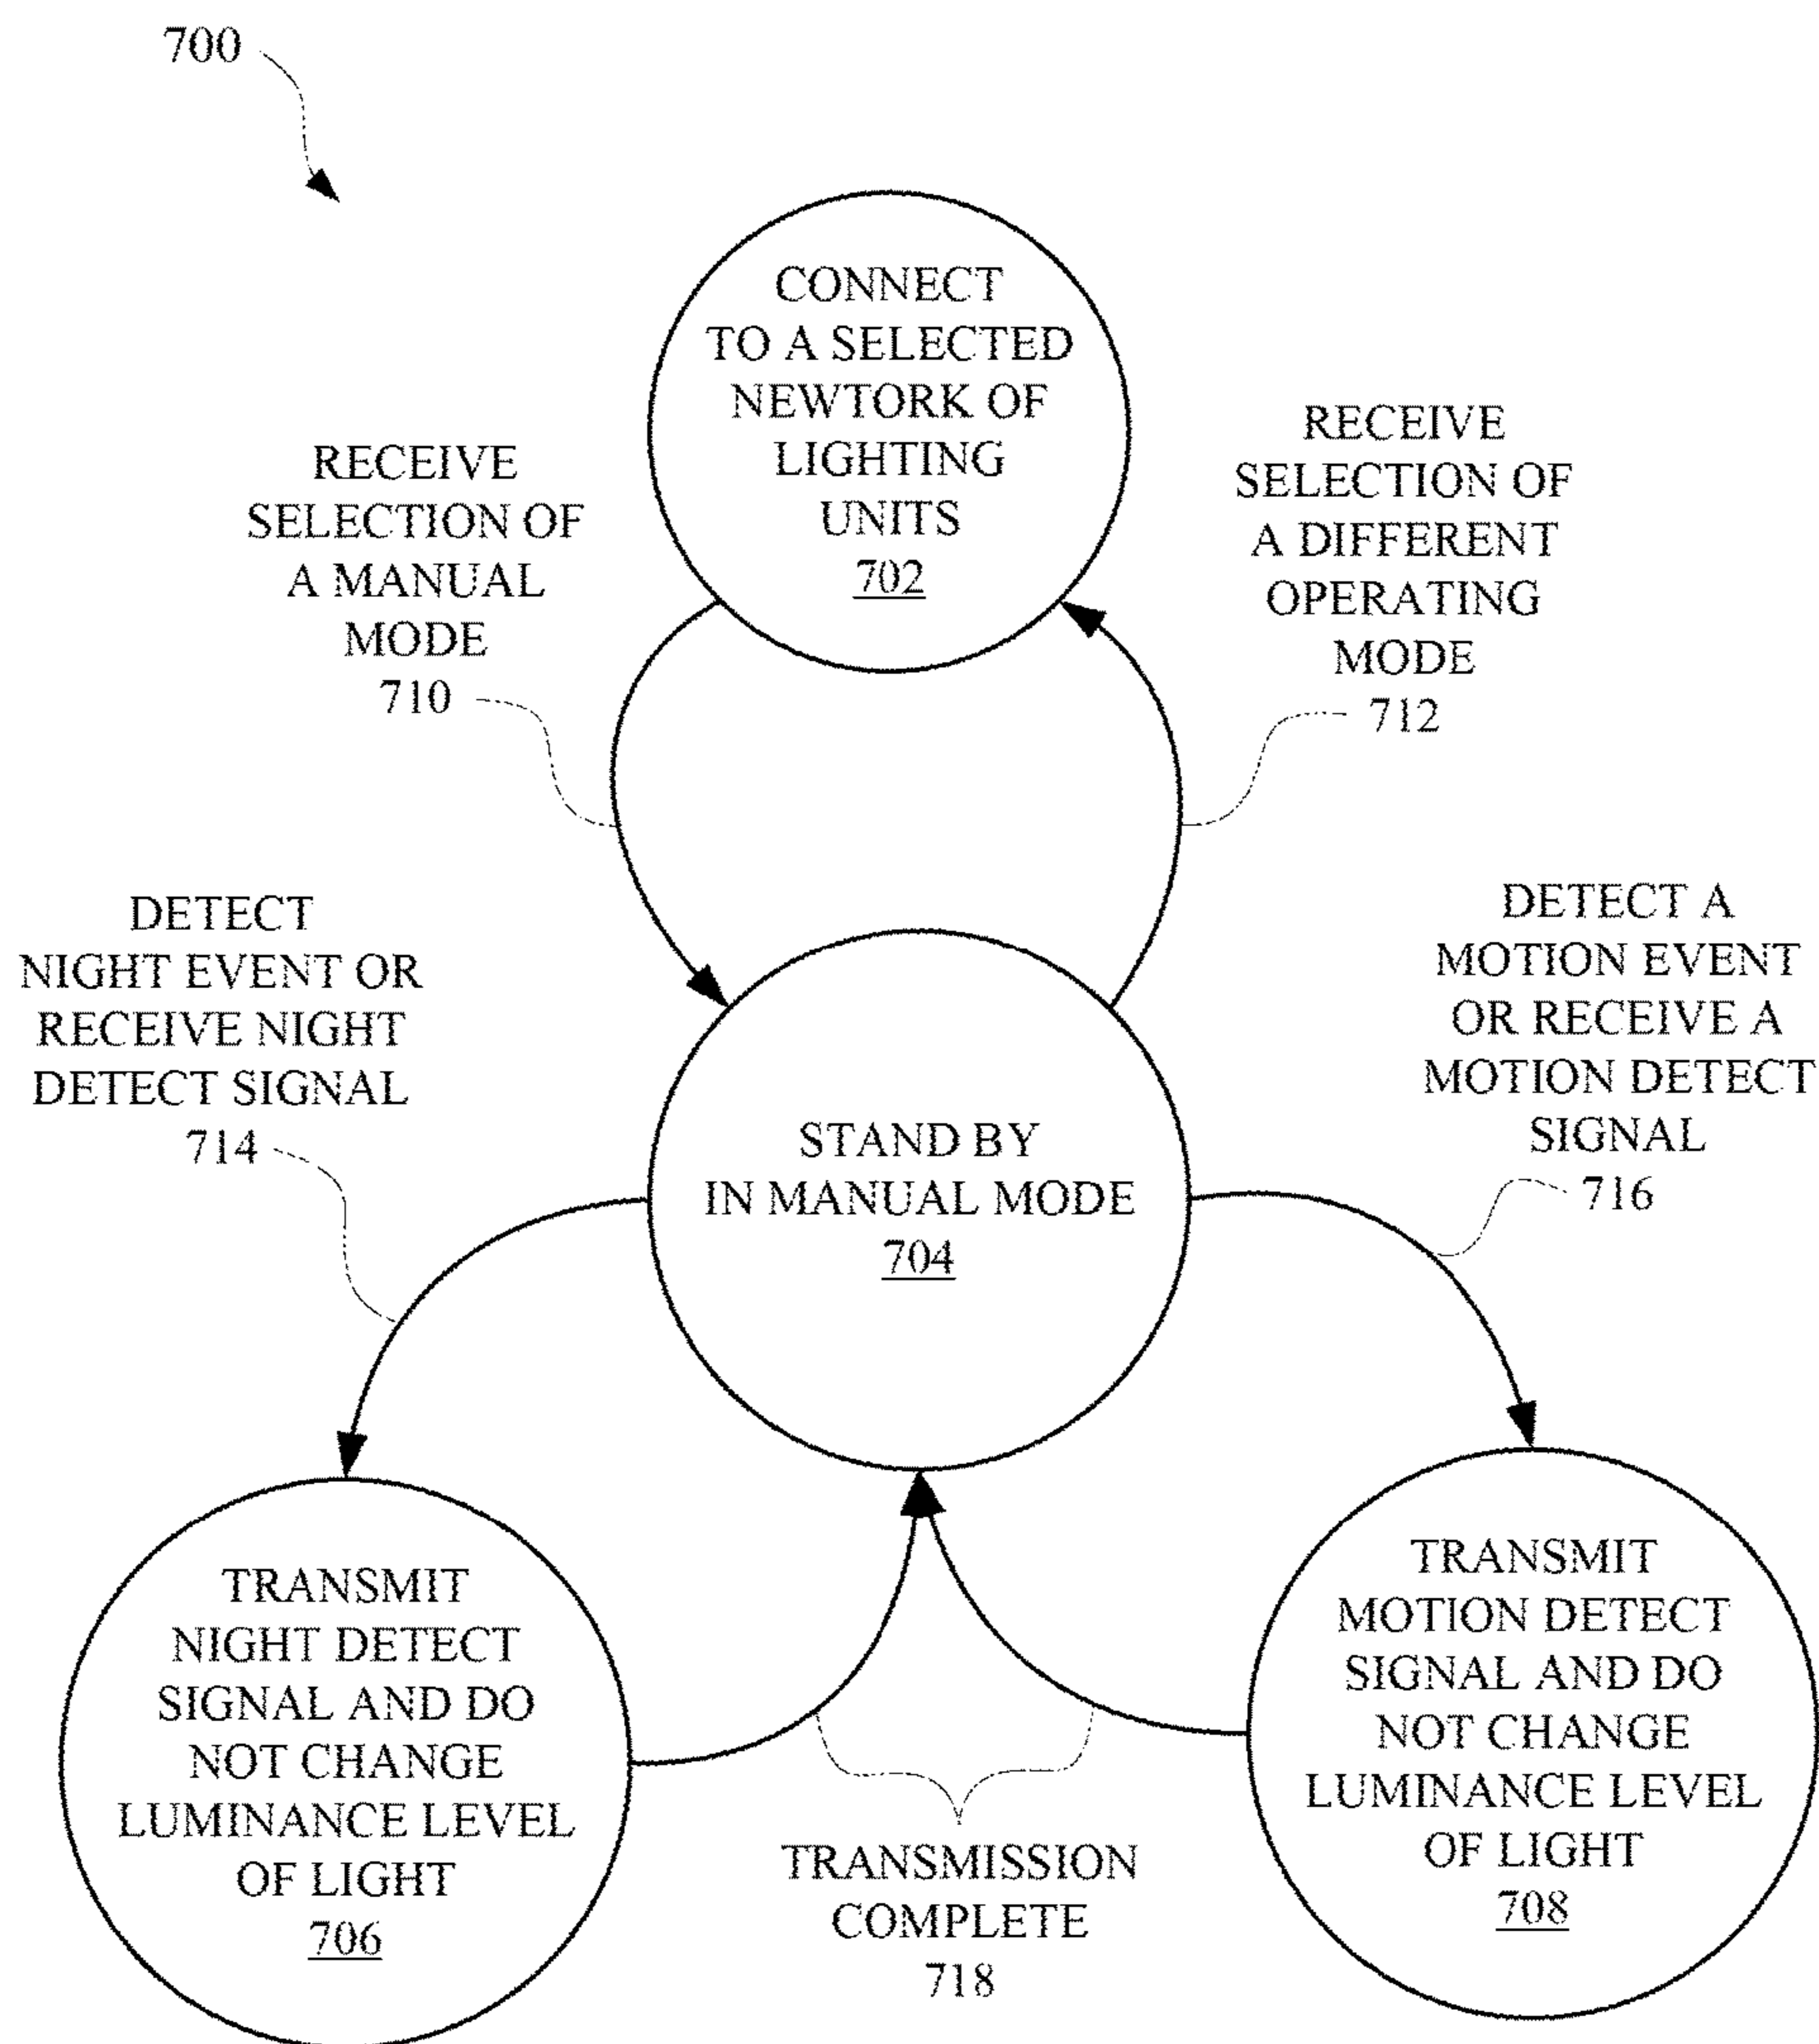 700
CONNECT
TO A SELECTED
NEWTORK OF
LIGHTING
UNITS
702
RECEIVE
SELECTION OF
A MANUAL
MODE
710
RECEIVE
SELECTION OF
A DIFFERENT
OPERATING
MODE
712
DETECT
NIGHT EVENT OR
RECEIVE NIGHT
DETECT SIGNAL
714
STAND BY
IN MANUAL MODE
704
DETECT A
MOTION EVENT
OR RECEIVE A
MOTION DETECT
SIGNAL
716
TRANSMIT
NIGHT DETECT
SIGNAL AND DO
NOT CHANGE
LUMINANCE LEVEL
OF LIGHT
706
TRANSMISSION
COMPLETE
718
TRANSMIT
MOTION DETECT
SIGNAL AND DO
NOT CHANGE
LUMINANCE LEVEL
OF LIGHT
708